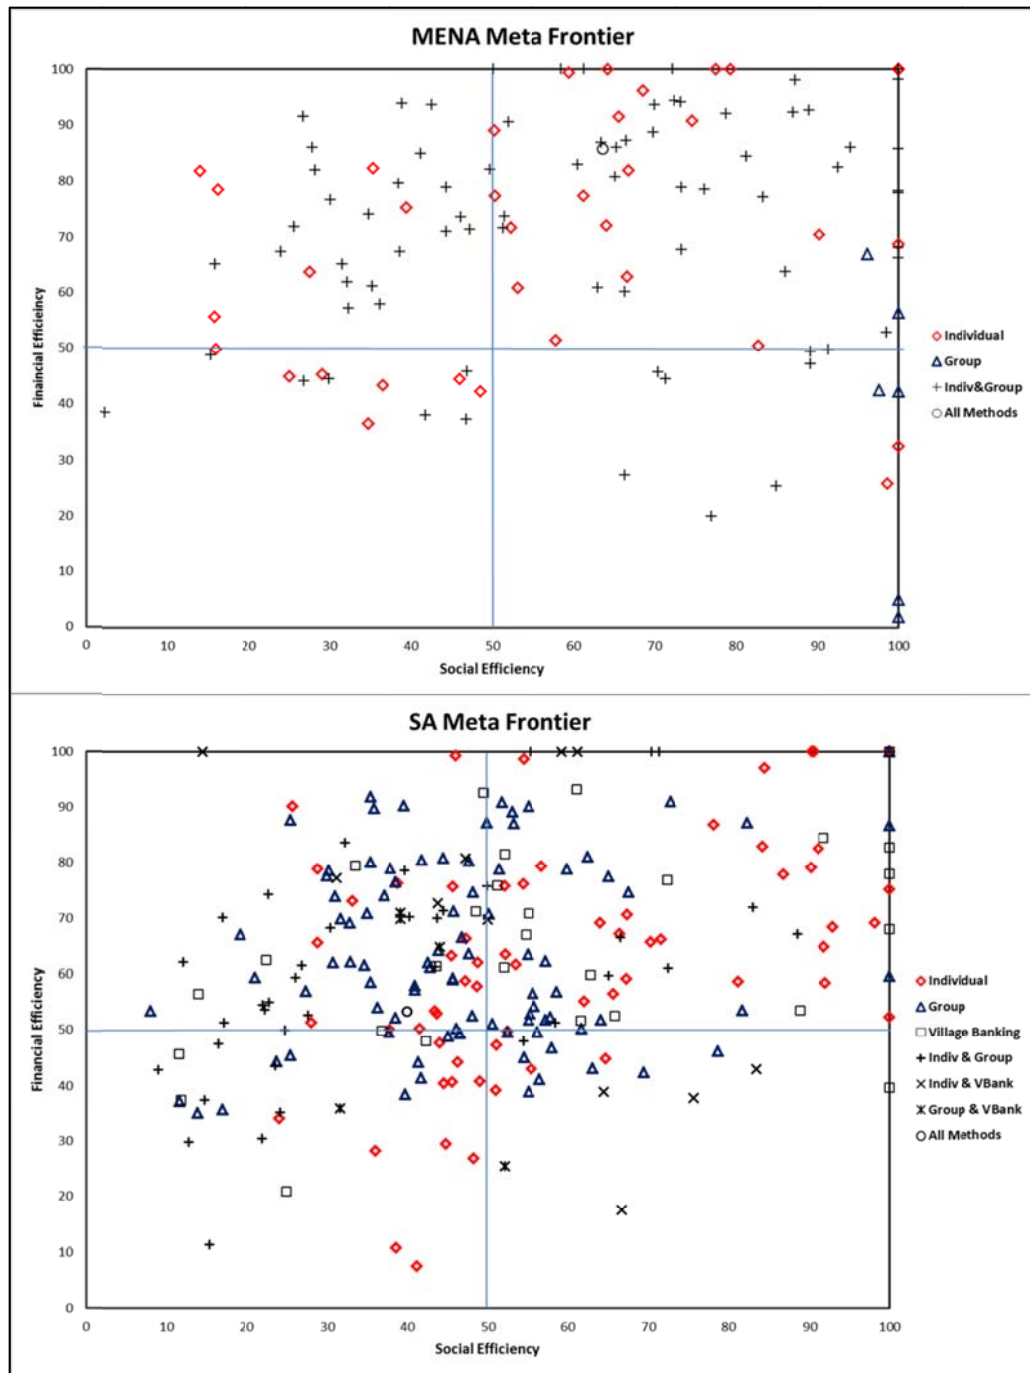 MENA Meta Frontier
100
90
80
70
60
50
40
30
20
10
0
Finaincial Efficieincy
0 10 20 30 40 50 60 70 80 90 100
Social Efficiency
Individual
Group
Indiv&Group
All Methods
SA Meta Frontier
100
90
80
70
60
50
40
30
20
10
0
Financial Efficiency
0 10 20 30 40 50 60 70 80 90 100
Social Efficiency
Individual
Group
Village Banking
Indiv & Group
Indiv & VBank
Group & VBank
All Methods